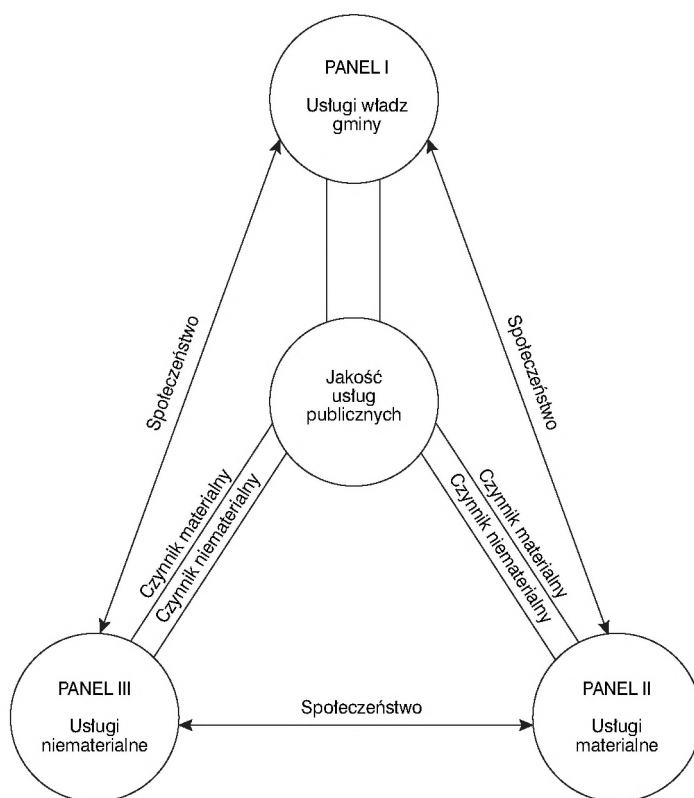 PANEL I
Usługi władz
gminy
Społeczeństwo
Społeczeństwo
Jakość
usług
publicznych
Czynnik materialny
Czynnik niematerialny
Czynnik materialny
Czynnik niematerialny
PANEL III
Usługi
niematerialne
Społeczeństwo
PANEL II
Usługi
materialne